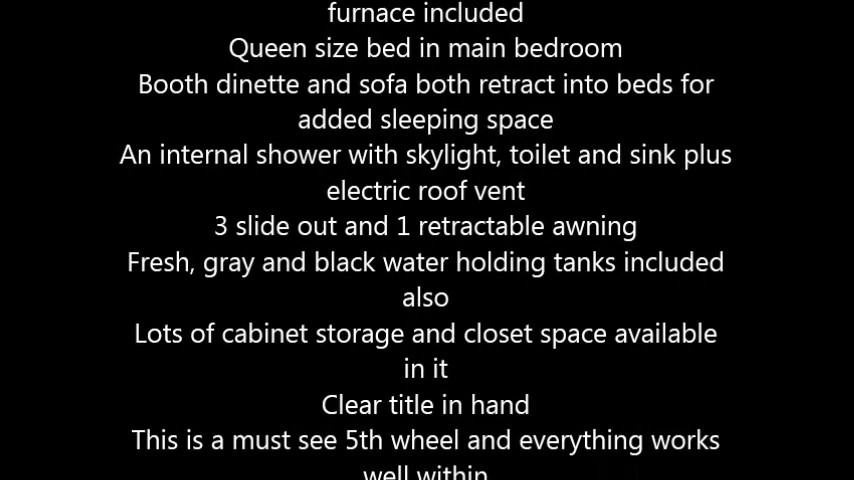 furnace included
Queen size bed in main bedroom
Booth dinette and sofa both retract into beds for
added sleeping space
An internal shower with skylight, toilet and sink plus
electric roof vent
3 slide out and 1 retractable awning
Fresh, gray and black water holding tanks included
also
Lots of cabinet storage and closet space available
in it
Clear title in hand
This is a must see 5th wheel and everything works
well within